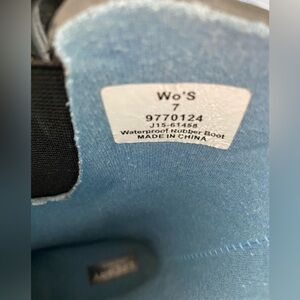 Wo'S
7
9770124
J15-61458
Waterproof Rubber Boot
MADE IN CHINA